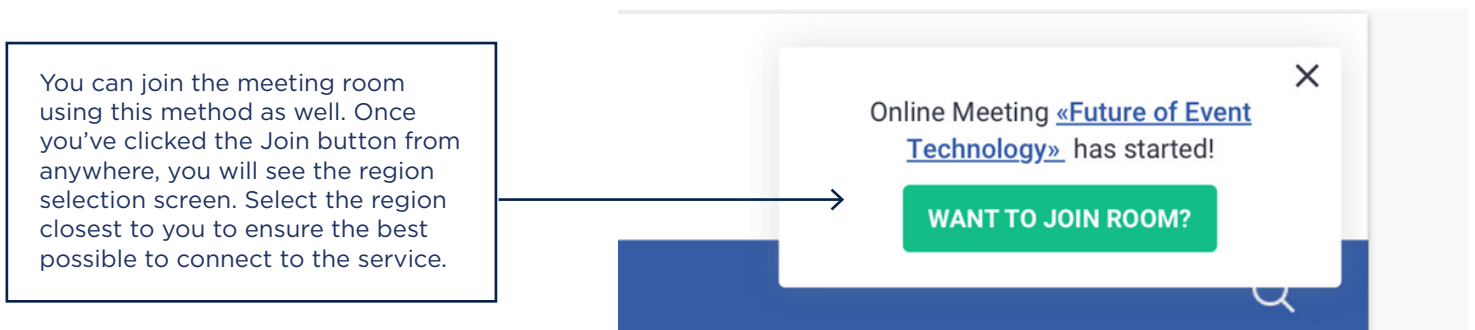 You can join the meeting room
using this method as well. Once
you’ve clicked the Join button from
anywhere, you will see the region
selection screen. Select the region
closest to you to ensure the best
possible to connect to the service.
Online Meeting «Future of Event
Technology» has started!
WANT TO JOIN ROOM?